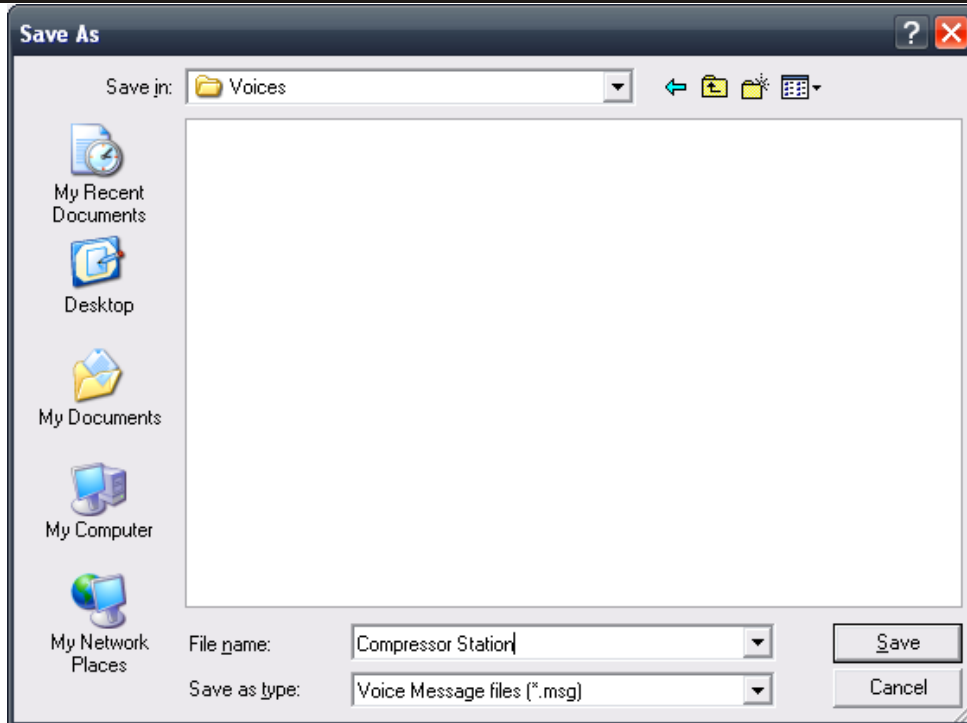 Save As
Save in:
Voices
My Recent
Documents
Desktop
My Documents
My Computer
My Network
Places
File name:
Compressor Station
Save
Save as type:
Voice Message files (*.msg)
Cancel